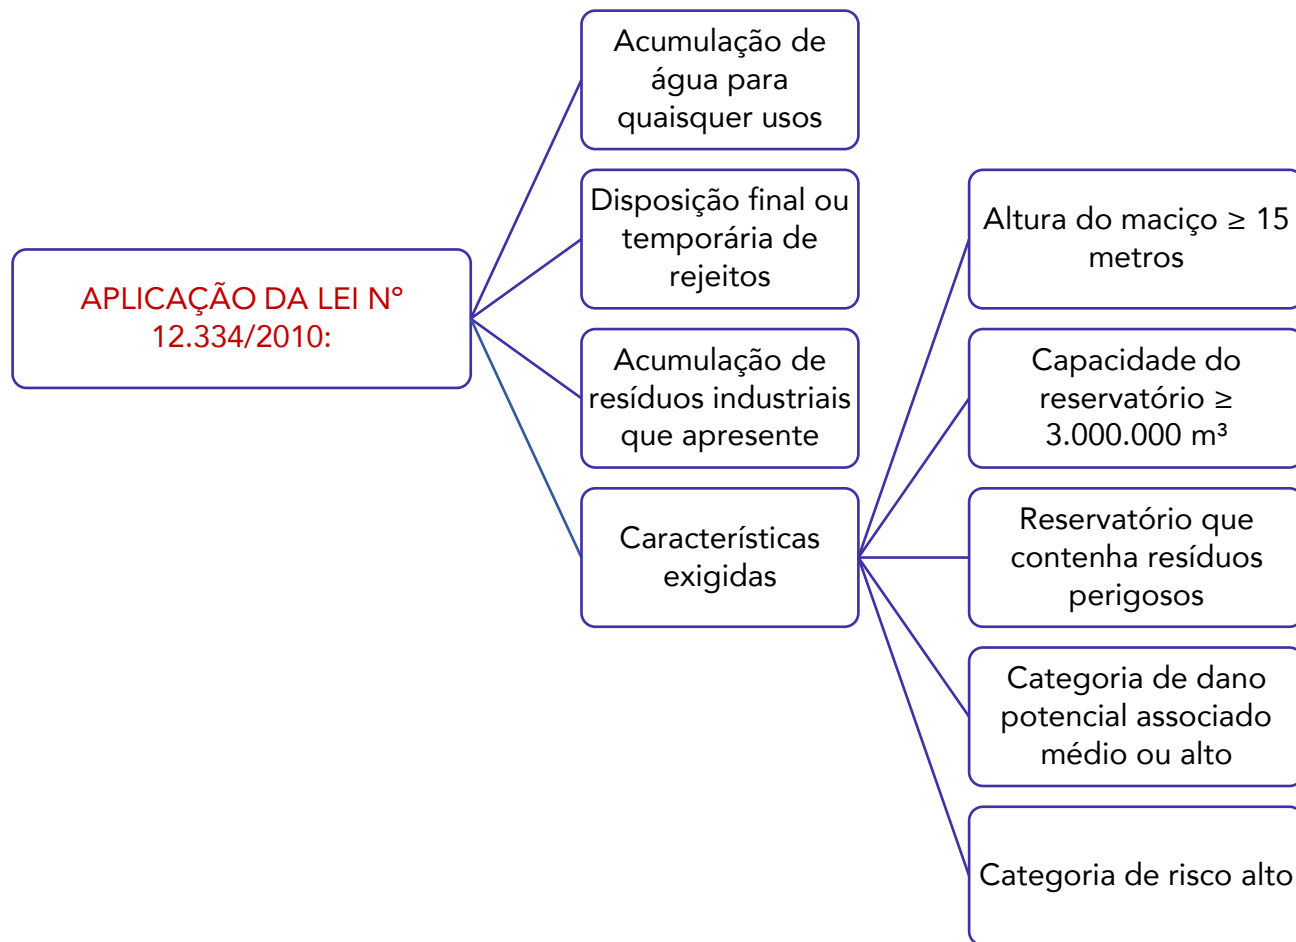 APLICAÇÃO DA LEI Nº
12.334/2010:
Acumulação de
água para
quaisquer usos
Disposição final ou
temporária de
rejeitos
Acumulação de
resíduos industriais
que apresente
Características
exigidas
Altura do maciço ≥ 15
metros
Capacidade do
reservatório ≥
3.000.000 m³
Reservatório que
contenha resíduos
perigosos
Categoria de dano
potencial associado
médio ou alto
Categoria de risco alto